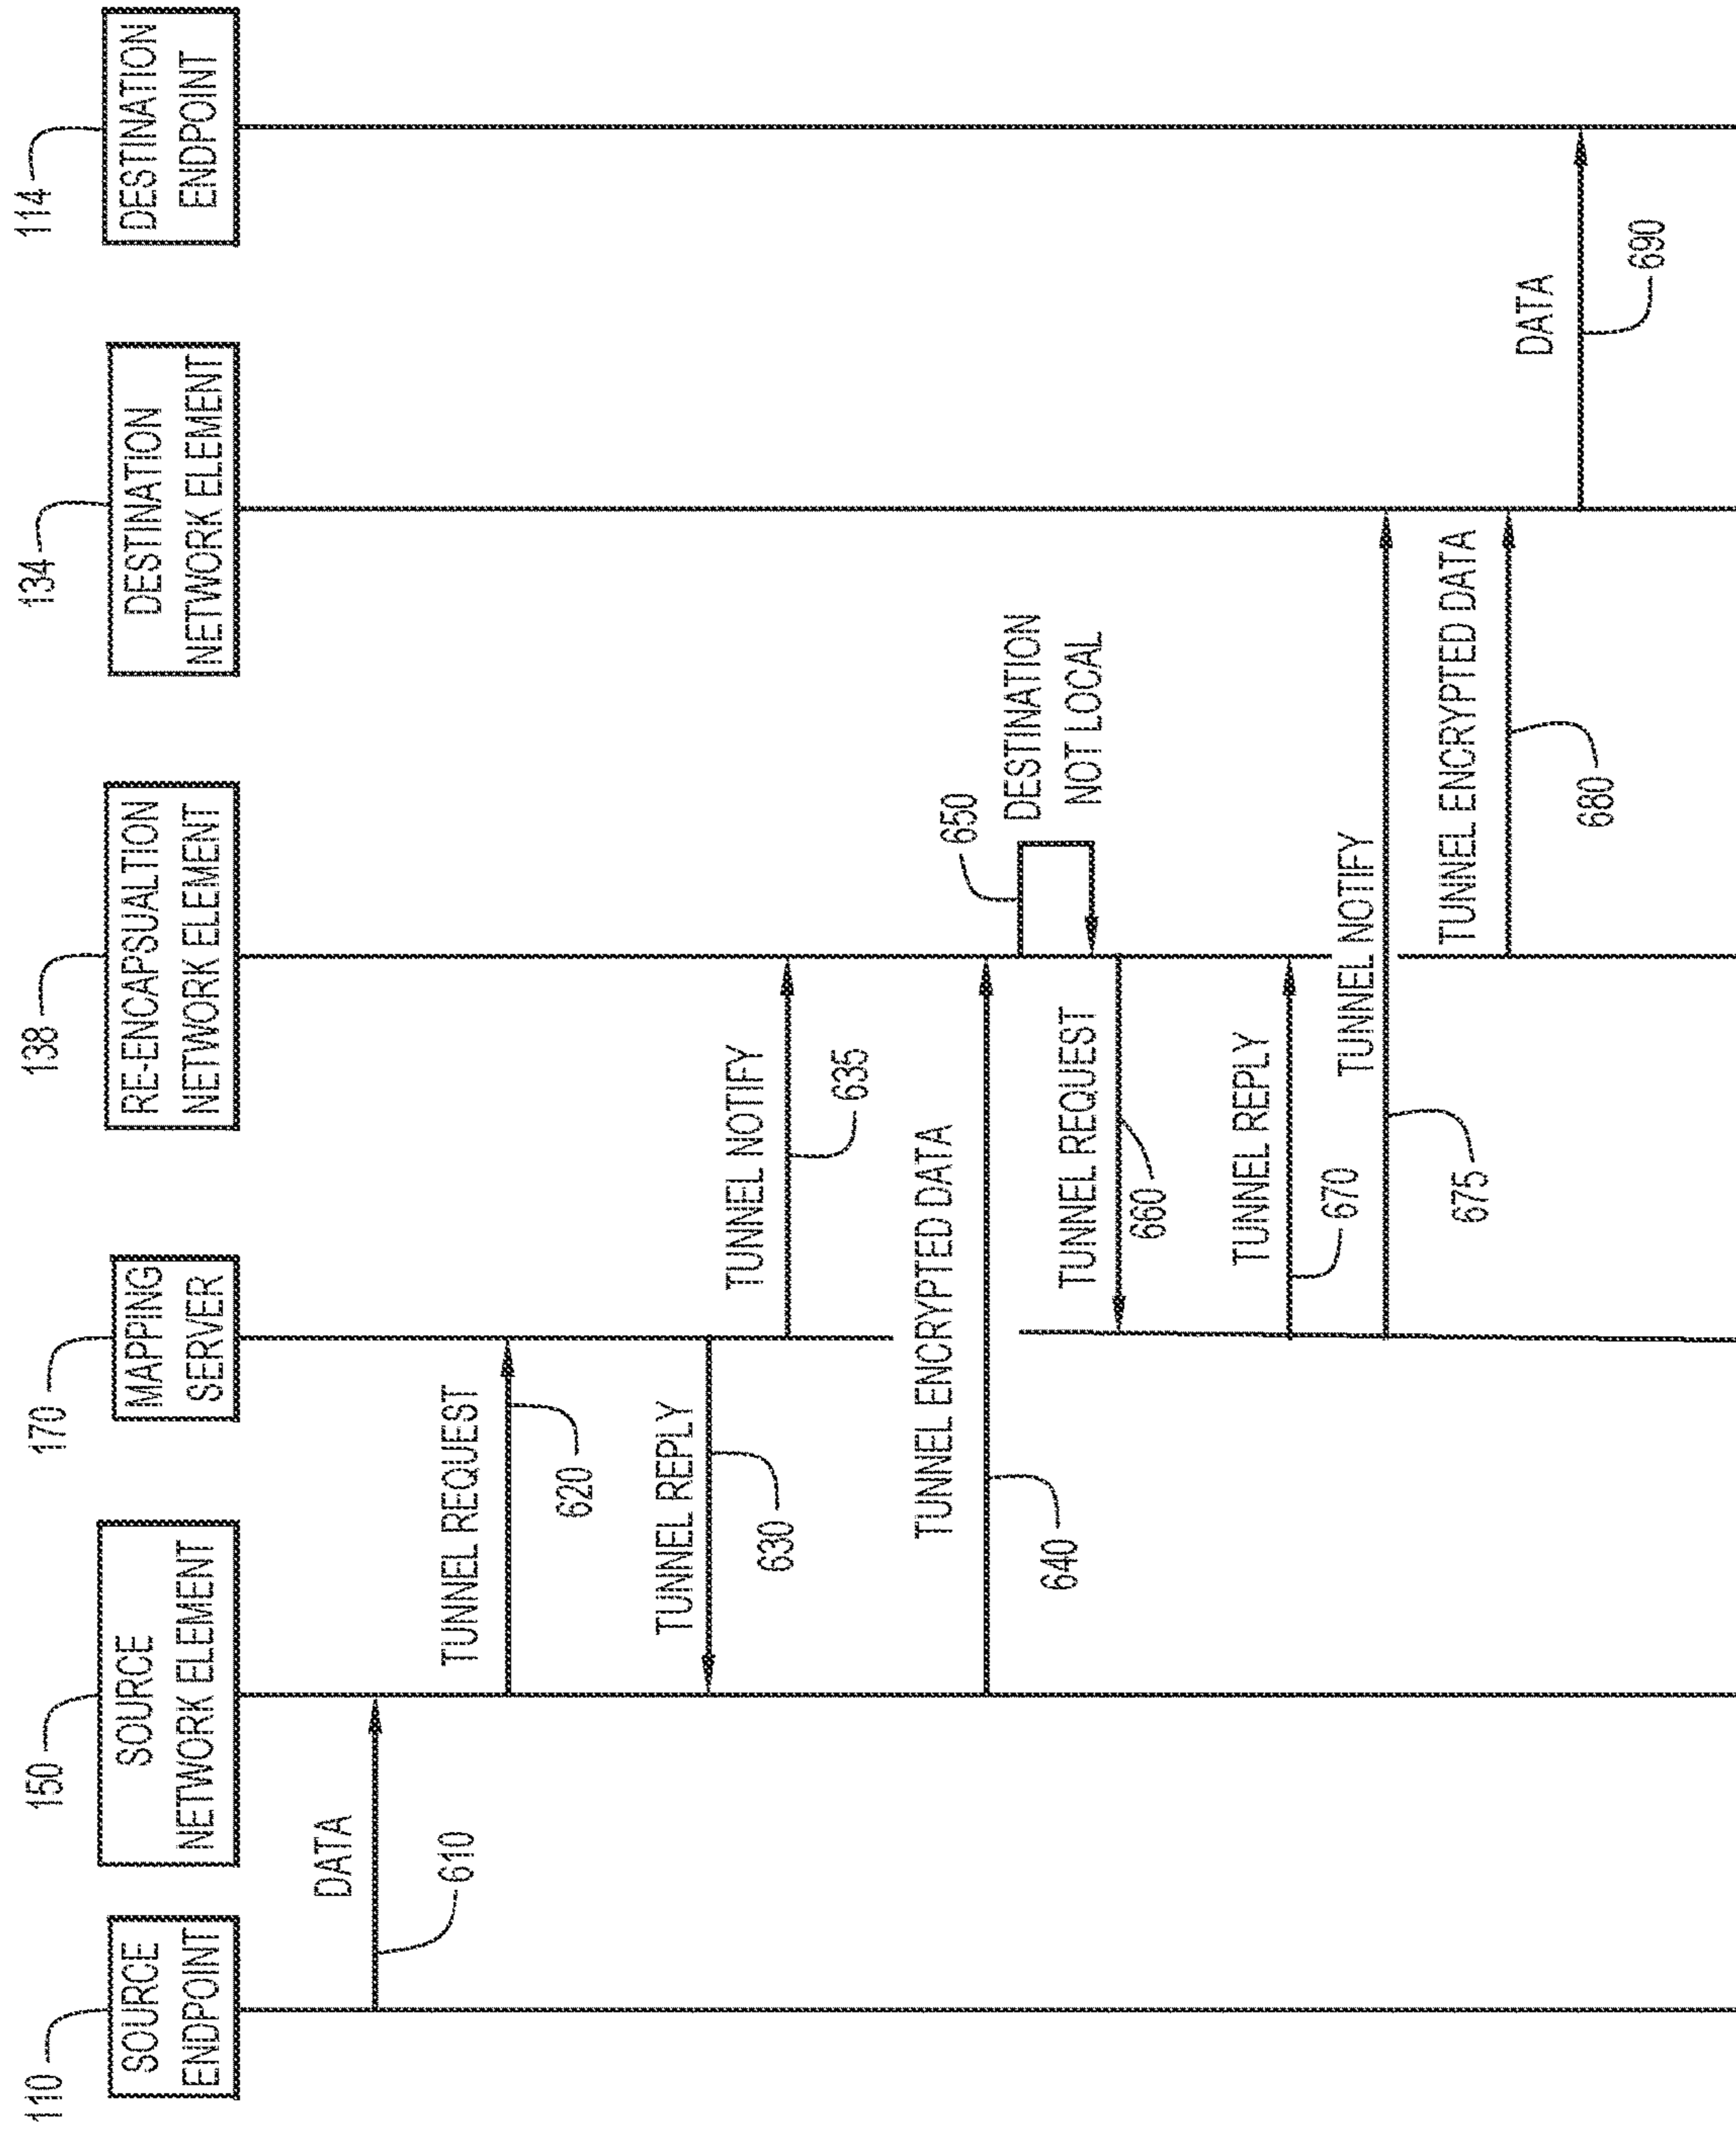 110
SOURCE
ENDPOINT
150
SOURCE
NETWORK ELEMENT
170
MAPPING
SERVER
138
RE-ENCAPSUALTION
NETWORK ELEMENT
134
DESTINATION
NETWORK ELEMENT
114
DESTINATION
ENDPOINT
DATA
610
TUNNEL REQUEST
620
TUNNEL REPLY
630
TUNNEL NOTIFY
635
TUNNEL ENCRYPTED DATA
640
650
DESTINATION
NOT LOCAL
TUNNEL REQUEST
660
TUNNEL REPLY
670
TUNNEL NOTIFY
675
TUNNEL ENCRYPTED DATA
680
DATA
690